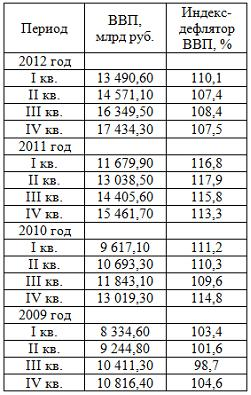 Период ВВП, млрд руб. Индекс-дефлятор ВВП, %
2012 год
I кв. 13 490,60 110,1
II кв. 14 571,10 107,4
III кв. 16 349,50 108,4
IV кв. 17 434,30 107,5
2011 год
I кв. 11 679,90 116,8
II кв. 13 038,50 117,9
III кв. 14 405,60 115,8
IV кв. 15 461,70 113,3
2010 год
I кв. 9 617,10 111,2
II кв. 10 693,30 110,3
III кв. 11 843,10 109,6
IV кв. 13 019,30 114,8
2009 год
I кв. 8 334,60 103,4
II кв. 9 244,80 101,6
III кв. 10 411,30 98,7
IV кв. 10 816,40 104,6